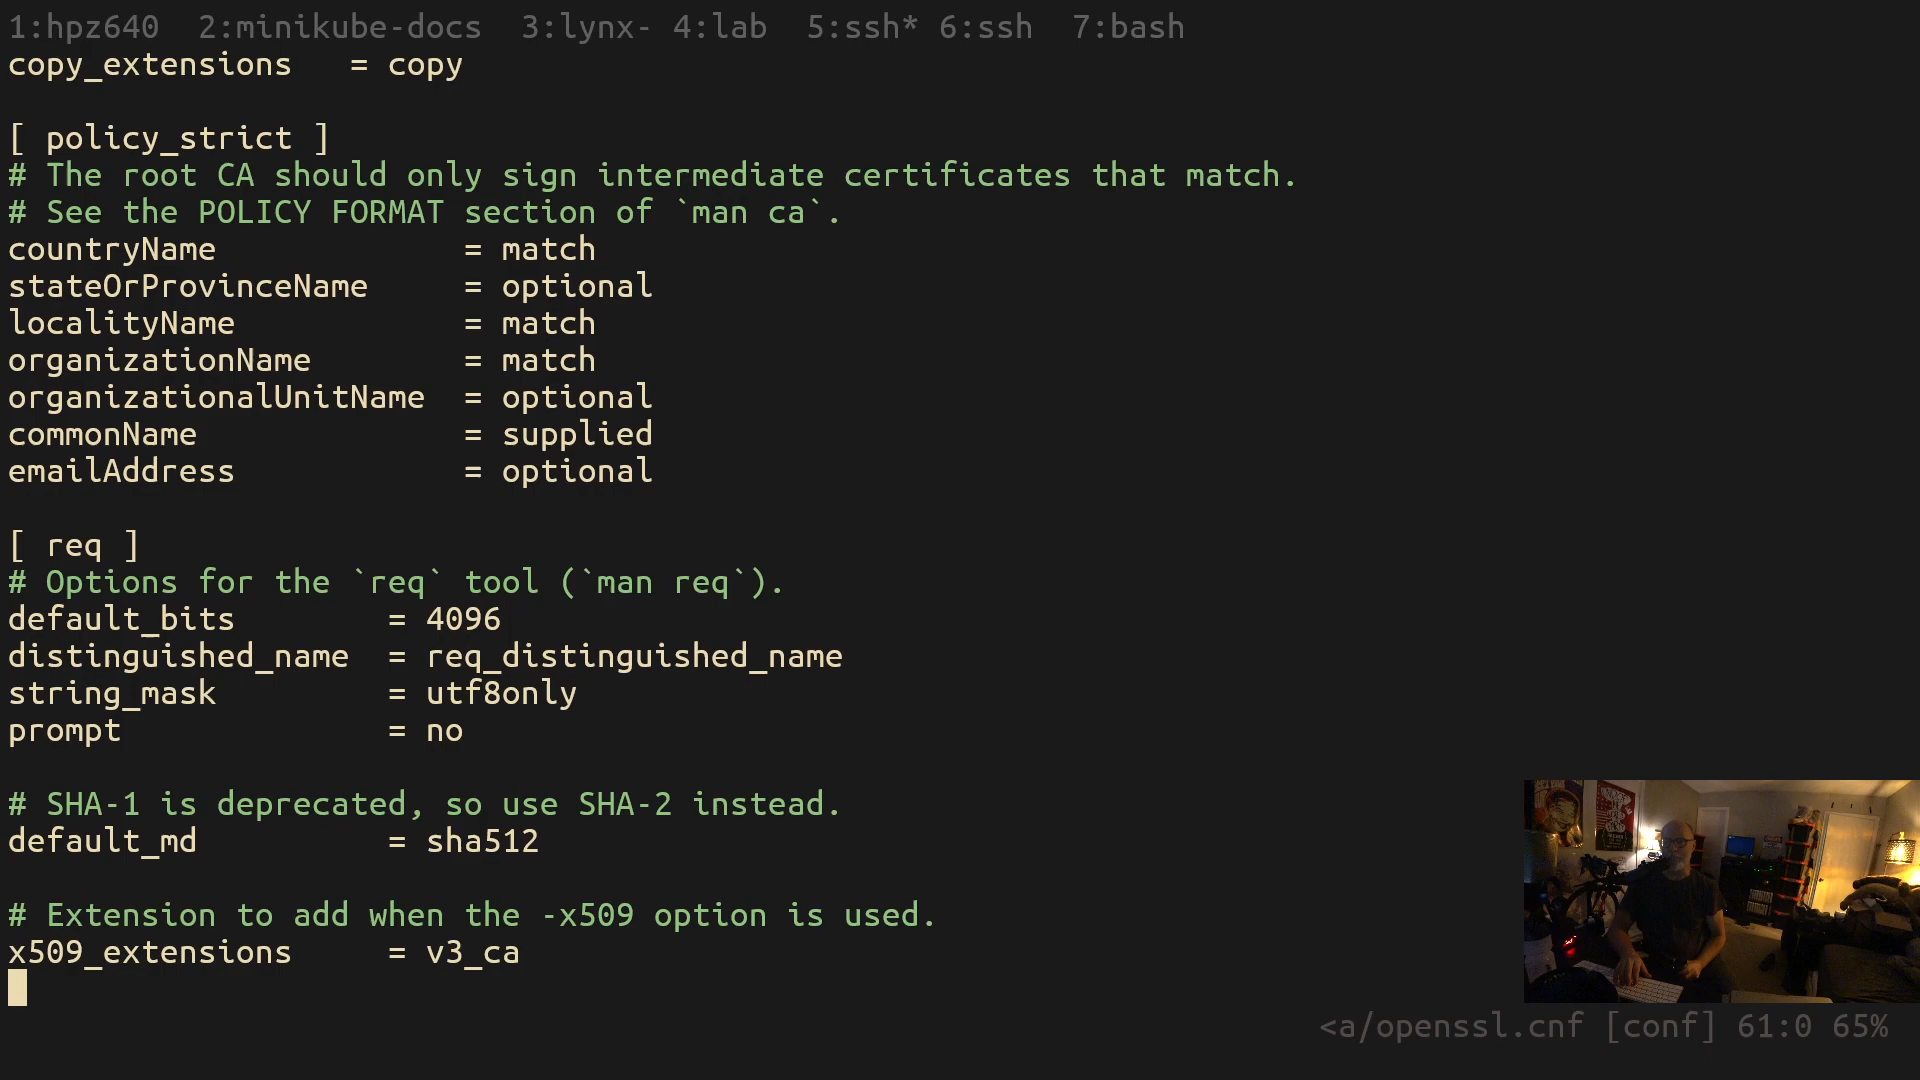 1:hpz640  2:minikube-docs  3:lynx- 4:lab  5:ssh* 6:ssh  7:bash
copy_extensions   = copy
[ policy_strict ]
# The root CA should only sign intermediate certificates that match.
# See the POLICY FORMAT section of `man ca`.
countryName             = match
stateOrProvinceName     = optional
localityName            = match
organizationName        = match
organizationalUnitName  = optional
commonName              = supplied
emailAddress            = optional
[ req ]
# Options for the `req` tool (`man req`).
default_bits        = 4096
distinguished_name  = req_distinguished_name
string_mask         = utf8only
prompt              = no
# SHA-1 is deprecated, so use SHA-2 instead.
default_md          = sha512
# Extension to add when the -x509 option is used.
x509_extensions     = v3_ca
<a/openssl.cnf [conf] 61:0 65%